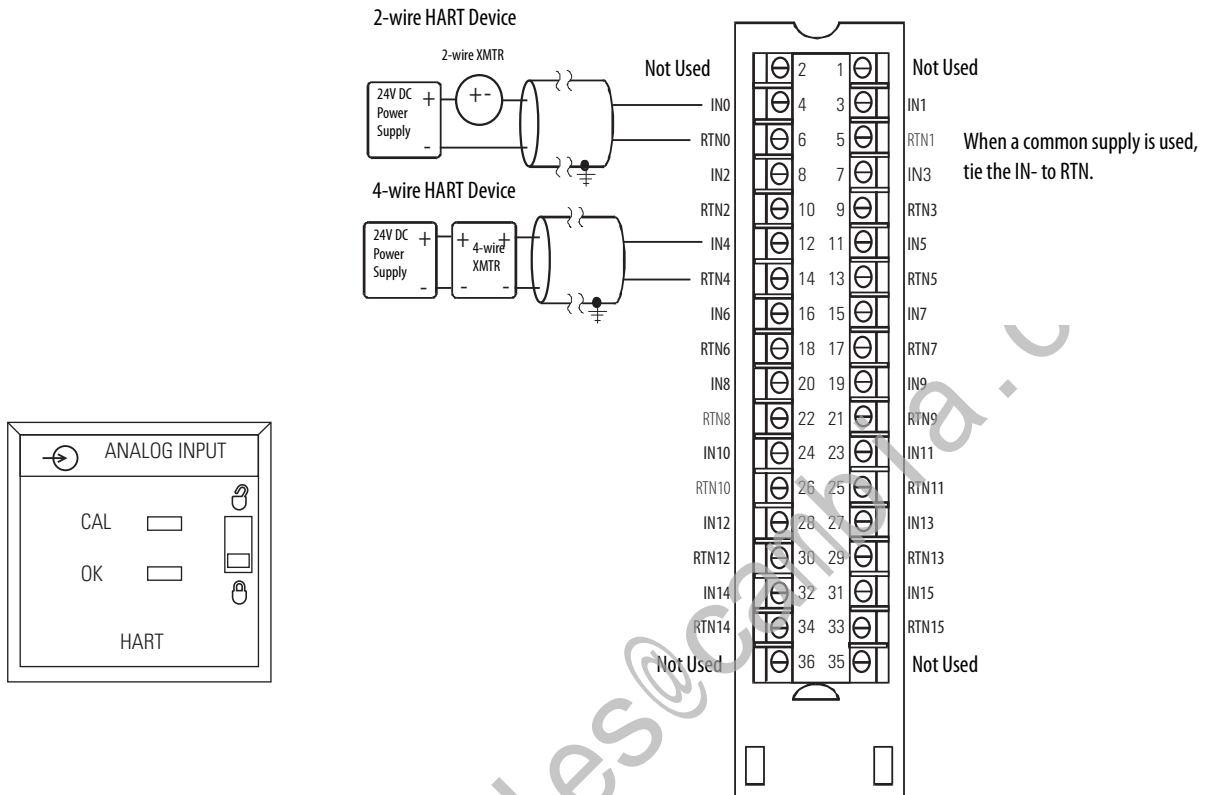 2-wire HART Device
2-wire XMTR
24V DC
Power
Supply
+
-
+ -
4-wire HART Device
24V DC
Power
Supply
+
-
+ +
4-wire
XMTR
- -
Not Used 2 1 Not Used
IN0 4 3 IN1
RTN0 6 5 RTN1
IN2 8 7 IN3
RTN2 10 9 RTN3
IN4 12 11 IN5
RTN4 14 13 RTN5
IN6 16 15 IN7
RTN6 18 17 RTN7
IN8 20 19 IN9
RTN8 22 21 RTN9
IN10 24 23 IN11
RTN10 26 25 RTN11
IN12 28 27 IN13
RTN12 30 29 RTN13
IN14 32 31 IN15
RTN14 34 33 RTN15
Not Used 36 35 Not Used
When a common supply is used,
tie the IN- to RTN.
ANALOG INPUT
CAL
OK
HART
les@cambia.c